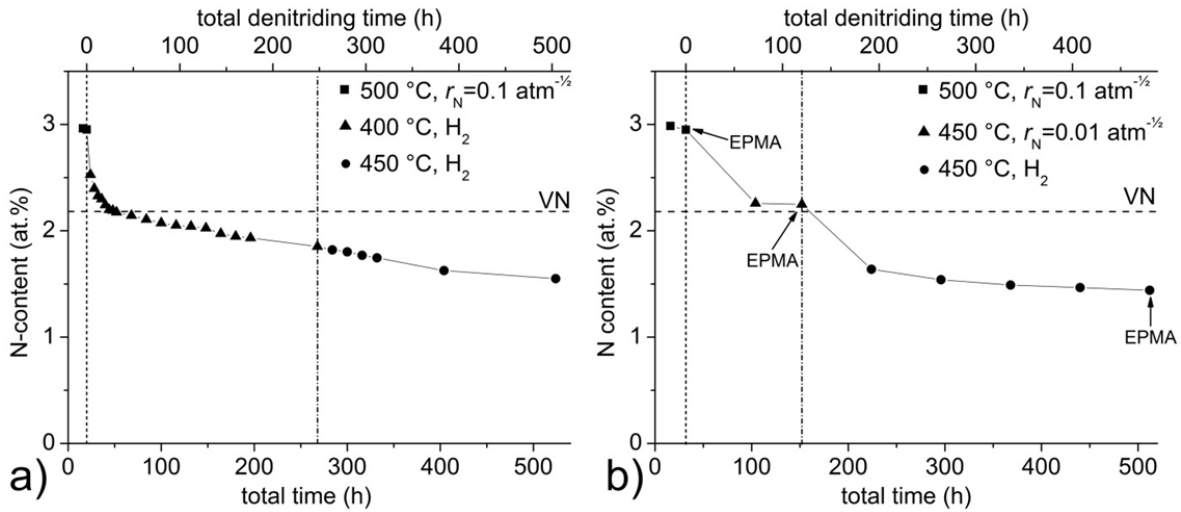 total denitriding time (h)
0 100 200 300 400 500
500 °C, rN=0.1 atm-½
400 °C, H2
450 °C, H2
VN
3
2
1
0
N-content (at.%)
0 100 200 300 400 500
total time (h)
a)
total denitriding time (h)
0 100 200 300 400
500 °C, rN=0.1 atm-½
450 °C, rN=0.01 atm-½
450 °C, H2
EPMA
VN
EPMA
EPMA
3
2
1
0
N content (at.%)
0 100 200 300 400 500
total time (h)
b)